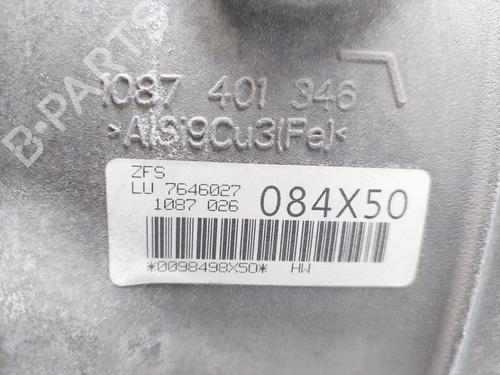 B-PARTS
1087 401 346
>AlSi9Cu3(Fe)<
ZFS
LU 7646027
1087 026
084X50
*0098498X50* HW